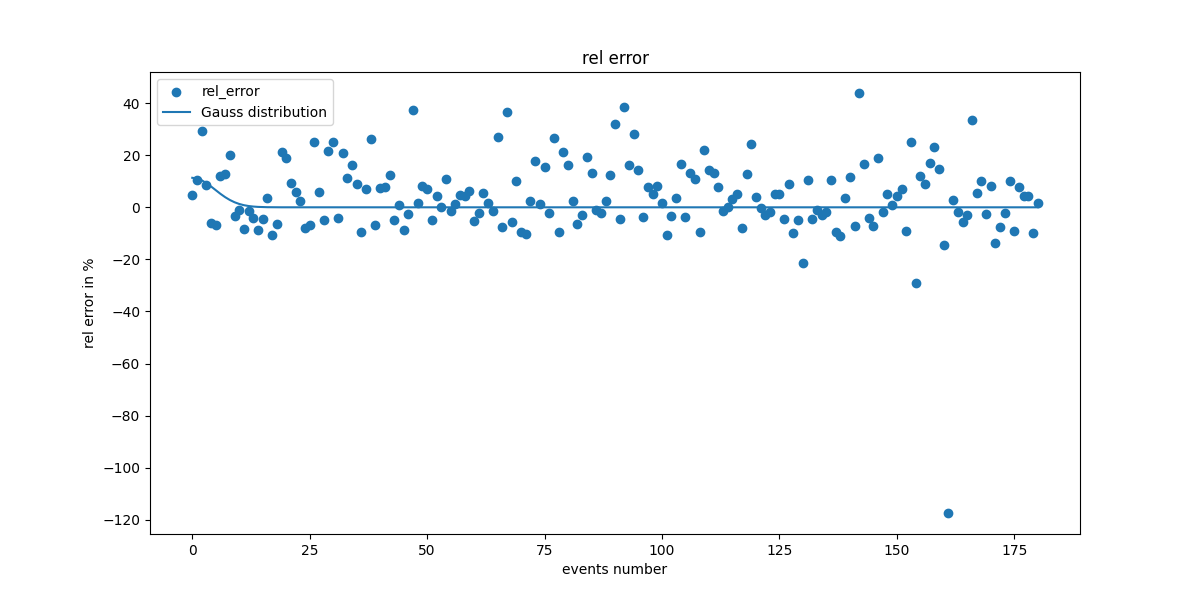 rel error
rel_error
Gauss distribution
40
20
0
−20
−40
−60
−80
−100
−120
rel error in %
0 25 50 75 100 125 150 175
events number